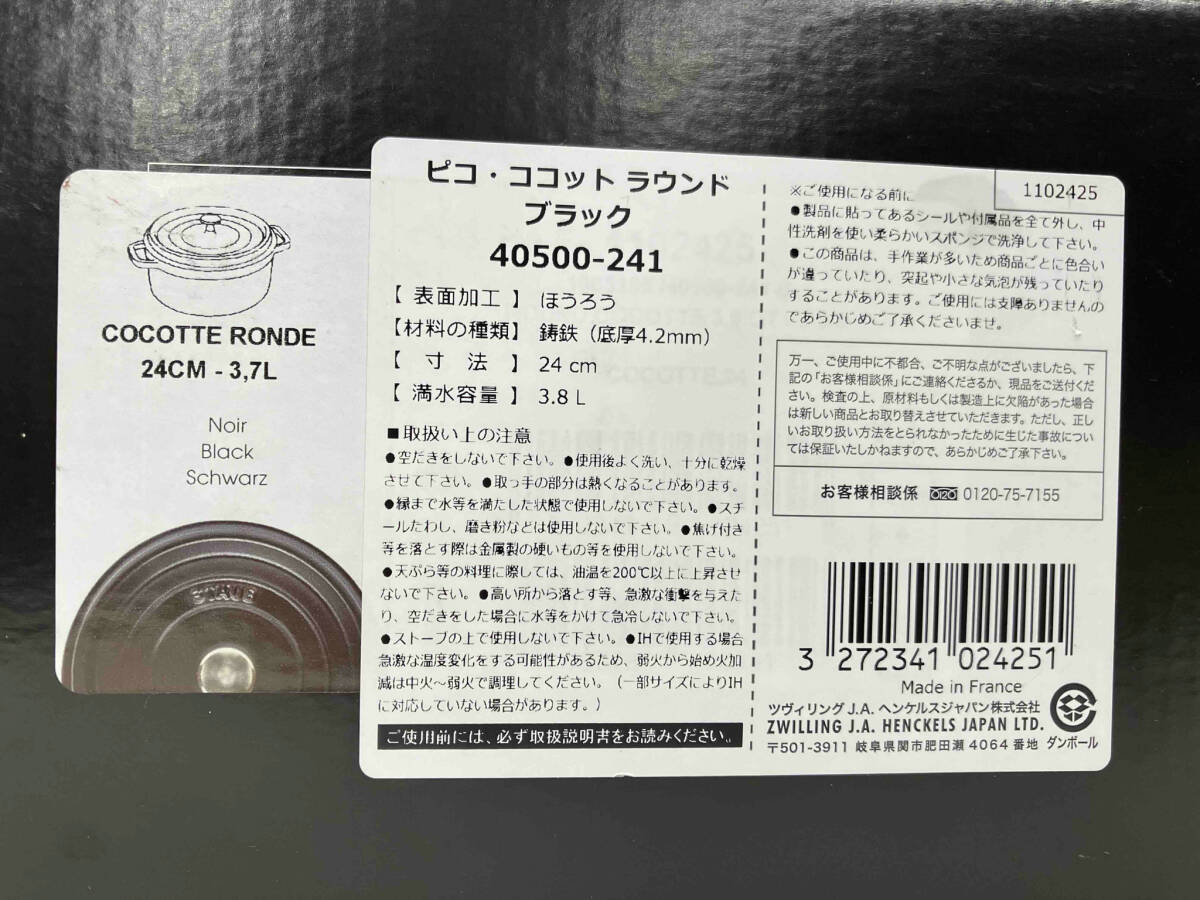 COCOTTE RONDE
24CM - 3,7L
Noir
Black
Schwarz
STAUB
ピコ・ココット ラウンド
ブラック
40500-241
【 表面加工 】 ほうろう
【材料の種類】 鋳鉄（底厚4.2mm）
【 寸 法 】 24 cm
【 満水容量 】 3.8 L
■取扱い上の注意
●空だきをしないで下さい。●使用後よく洗い、十分に乾燥
させて下さい。●取っ手の部分は熱くなることがあります。
●縁まで水等を満たした状態で使用しないで下さい。●スチ
ールたわし、磨き粉などは使用しないで下さい。●焦げ付き
等を落とす際は金属製の硬いもの等を使用しないで下さい。
●天ぷら等の料理に際しては、油温を200℃以上に上昇させ
ないで下さい。●高い所から落とす等、急激な衝撃を与えた
り、空だきをした場合に水等をかけて急冷しないで下さい。
●ストーブの上で使用しないで下さい。●IHで使用する場合
急激な温度変化をする可能性があるため、弱火から始め火加
減は中火～弱火で調理してください。（一部サイズによりIH
に対応していない場合があります。）
ご使用前には、必ず取扱説明書をお読みください。
1102425
※ご使用になる前に
●製品に貼ってあるシールや付属品を全て外し、中
性洗剤を使い柔らかいスポンジで洗浄して下さい。
●この商品は、手作業が多いため商品ごとに色合い
が違っていたり、突起や小さな気泡が残っていたり
することがあります。ご使用には支障ありませんの
であらかじめご了承くださいませ。
万一、ご使用中に不都合、ご不明な点がございましたら、下
記の「お客様相談係」にご連絡くださるか、現品をご送付くだ
さい。検査の上、原材料もしくは製造上に欠陥があった場合
は新しい商品とお取り替えさせていただきます。ただし、正し
いお取り扱い方法をとられなかったために生じた事故につい
ては保証いたしかねますので、あらかじめご了承下さい。
お客様相談係 0120-75-7155
3 272341 024251
Made in France
ツヴィリング J.A. ヘンケルスジャパン株式会社
ZWILLING J.A. HENCKELS JAPAN LTD.
〒501-3911 岐阜県関市肥田瀬 4064 番地 ダンボール